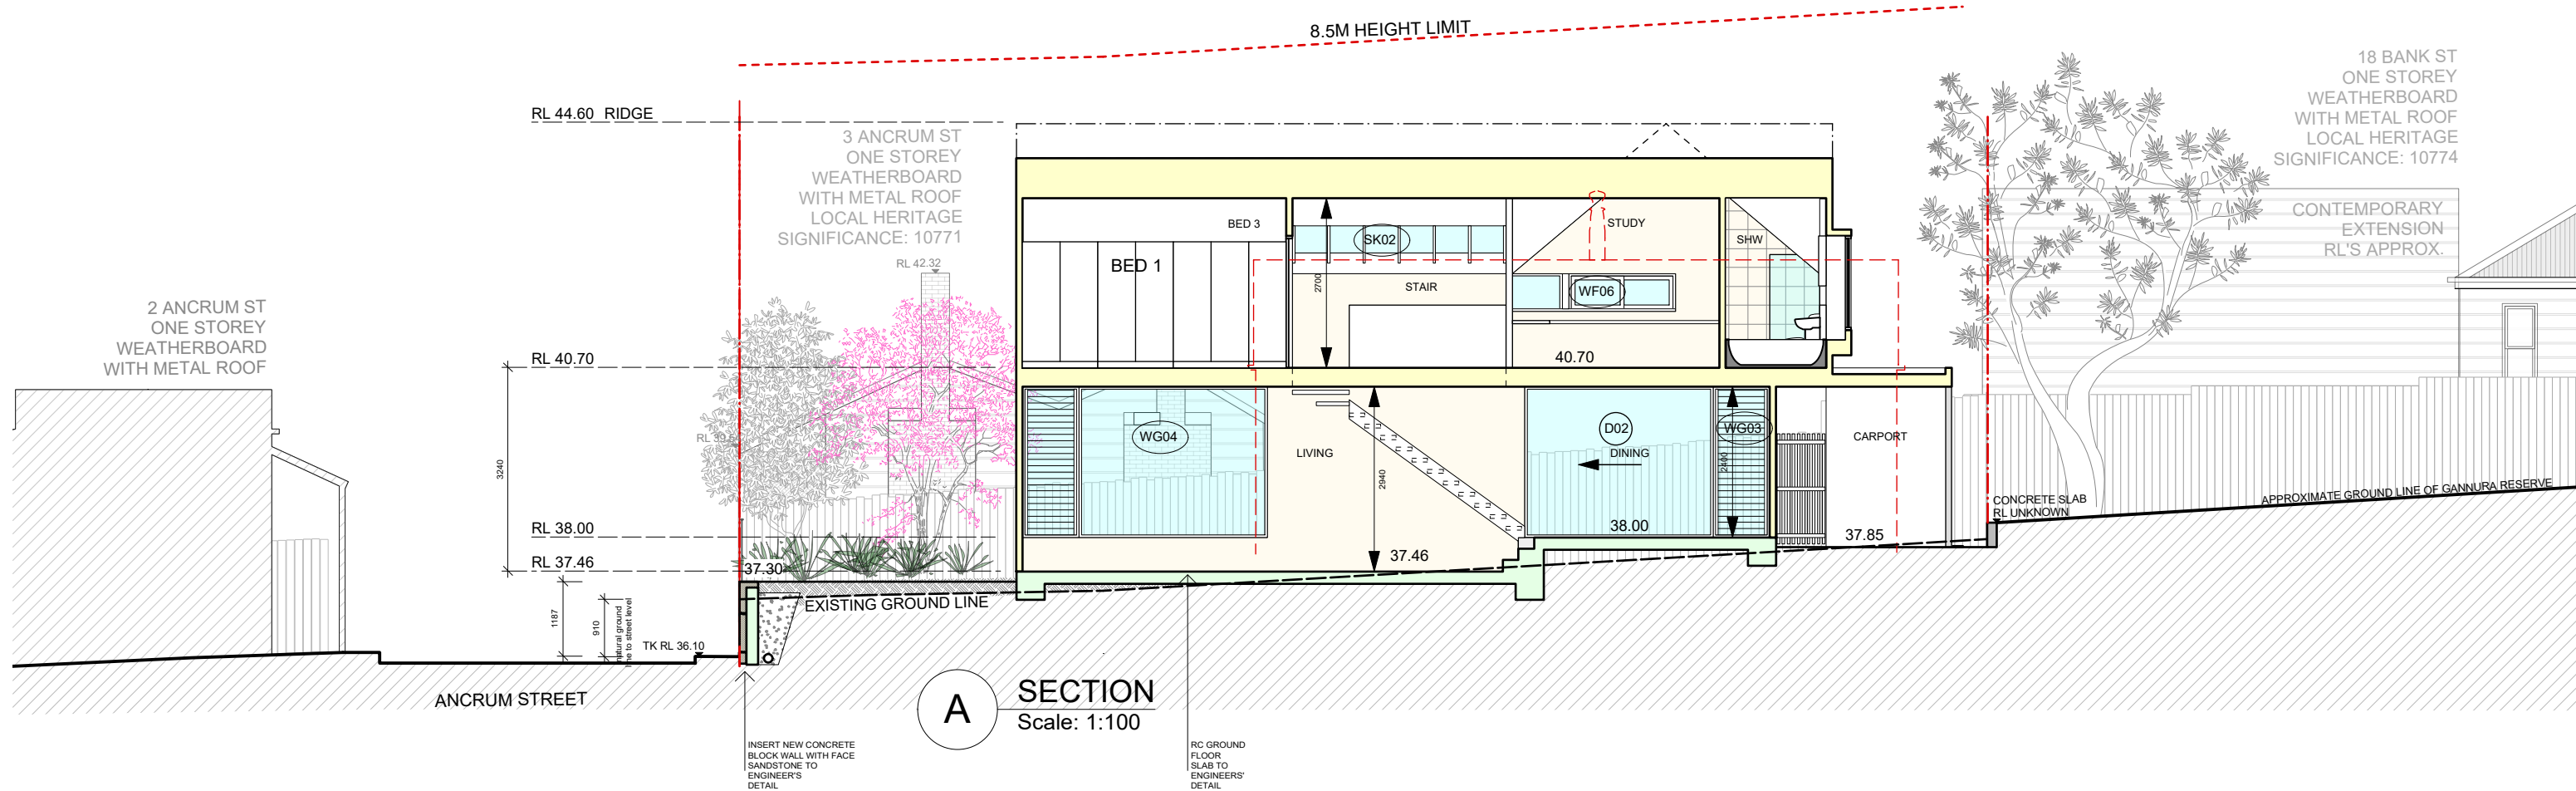 8.5M HEIGHT LIMIT
RL 44.60 RIDGE
3 ANCRUM ST
ONE STOREY
WEATHERBOARD
WITH METAL ROOF
LOCAL HERITAGE
SIGNIFICANCE: 10771
18 BANK ST
ONE STOREY
WEATHERBOARD
WITH METAL ROOF
LOCAL HERITAGE
SIGNIFICANCE: 10774
CONTEMPORARY
EXTENSION
RL'S APPROX.
2 ANCRUM ST
ONE STOREY
WEATHERBOARD
WITH METAL ROOF
RL 42.32
BED 3
BED 1
SK02
2700
STAIR
STUDY
WF06
40.70
SHW
RL 40.70
3240
WG04
LIVING
2940
D02
DINING
38.00
WG03
2400
CARPORT
37.85
37.46
RL 38.00
RL 37.46
37.30
EXISTING GROUND LINE
1187
910
natural ground
line to street level
TK RL 36.10
CONCRETE SLAB
RL UNKNOWN
APPROXIMATE GROUND LINE OF GANNURA RESERVE
ANCRUM STREET
A
SECTION
Scale: 1:100
INSERT NEW CONCRETE
BLOCK WALL WITH FACE
SANDSTONE TO
ENGINEER'S
DETAIL
RC GROUND
FLOOR
SLAB TO
ENGINEERS'
DETAIL